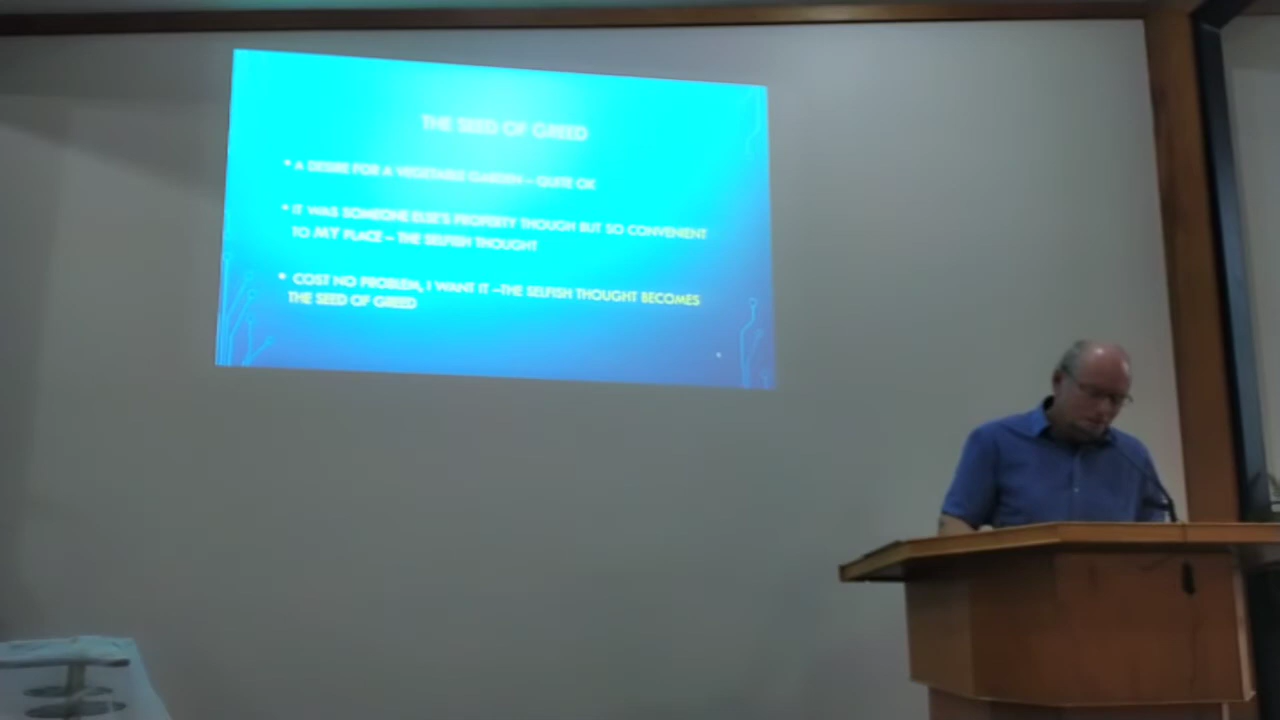 THE SEED OF GREED
• A DESIRE FOR A VEGETABLE GARDEN – QUITE OK
• IT WAS SOMEONE ELSE'S PROPERTY THOUGH BUT SO CONVENIENT
TO MY PLACE – THE SELFISH THOUGHT
• COST NO PROBLEM, I WANT IT –THE SELFISH THOUGHT BECOMES
THE SEED OF GREED